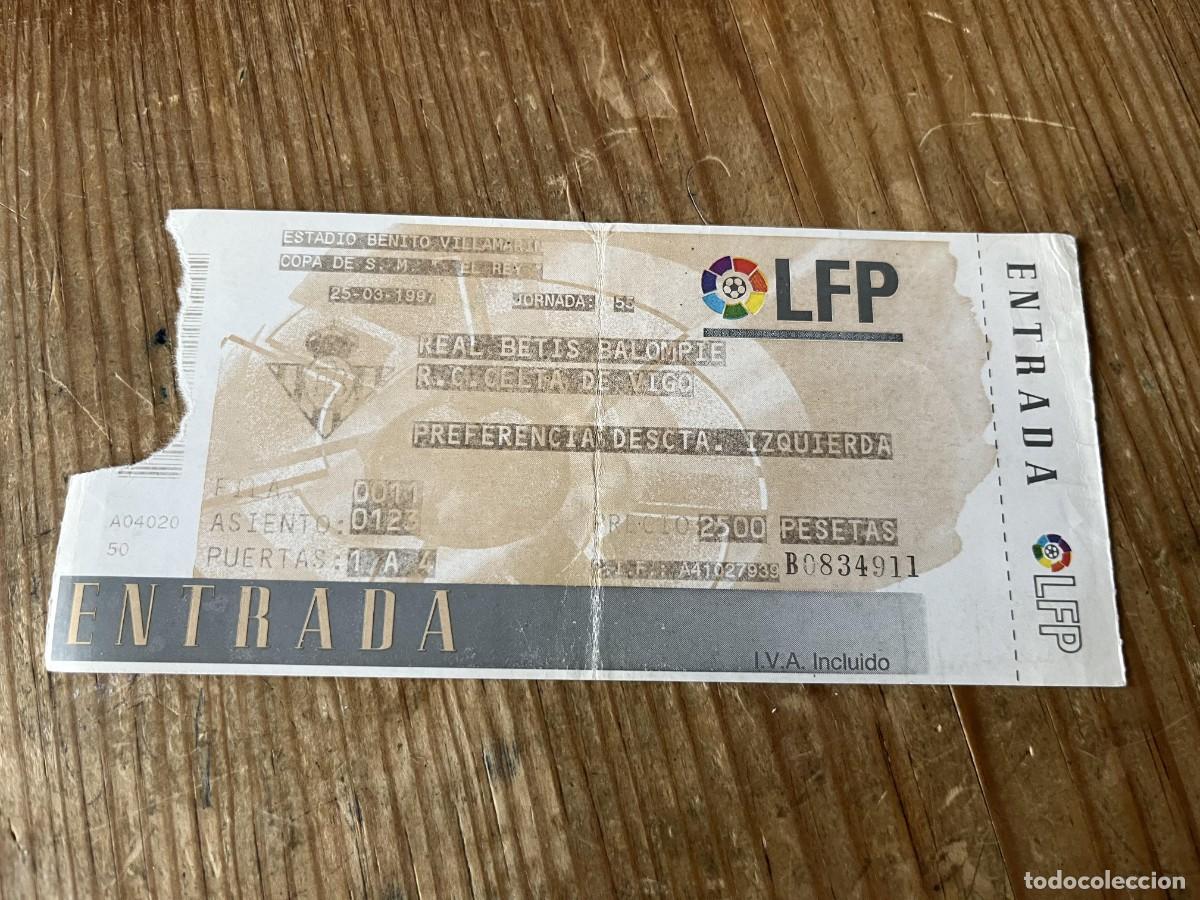 ESTADIO BENITO VILLAMARIN
COPA DE S. M. EL REY
25-03-1997 JORNADA: 55
LFP
REAL BETIS BALOMPIE
R.C.CELTA DE VIGO
PREFERENCIA DESCTA. IZQUIERDA
FILA: 0011
ASIENTO: 0123
PUERTAS: 1 A 4
PRECIO: 2500 PESETAS
C.I.F.: A41027939 B0834911
A04020
50
ENTRADA
I.V.A. Incluido
ENTRADA
LFP
todocoleccion